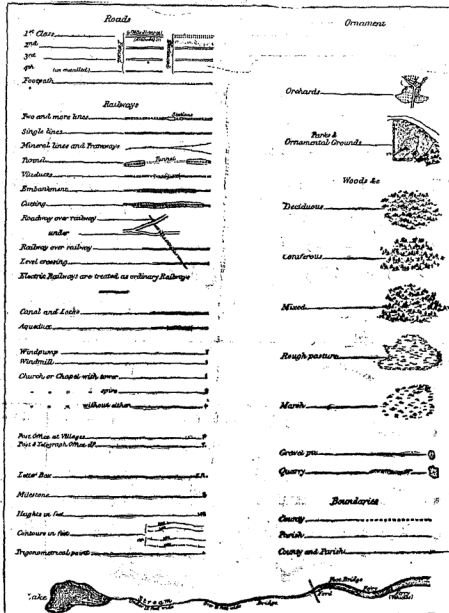 Roads
1st Class
2nd
3rd
4th (un metalled)
Footpath
Railways
Two and more lines Stations
Single lines
Mineral lines and Tramways
Tunnel Tunnel
Viaducts
Embankment
Cutting
Roadway over railway
under
Railway over railway
Level crossing
Electric Railways are treated as ordinary Railways
Canal and Locks
Aqueduct
Windpump
Windmill
Church or Chapel with tower
" " " " spire
" " " without either
Post Office at Villages
Post & Telegraph Office
Letter Box
Milestone
Heights in feet
Contours in feet
Trigonometrical point
Ornament
Orchards
Parks &
Ornamental Grounds
Woods &c
Deciduous
Coniferous
Mixed
Rough pasture
Marsh
Gravel pit
Quarry
Boundaries
County
Parish
County and Parish
Lake Stream Bridge Ford Foot Bridge